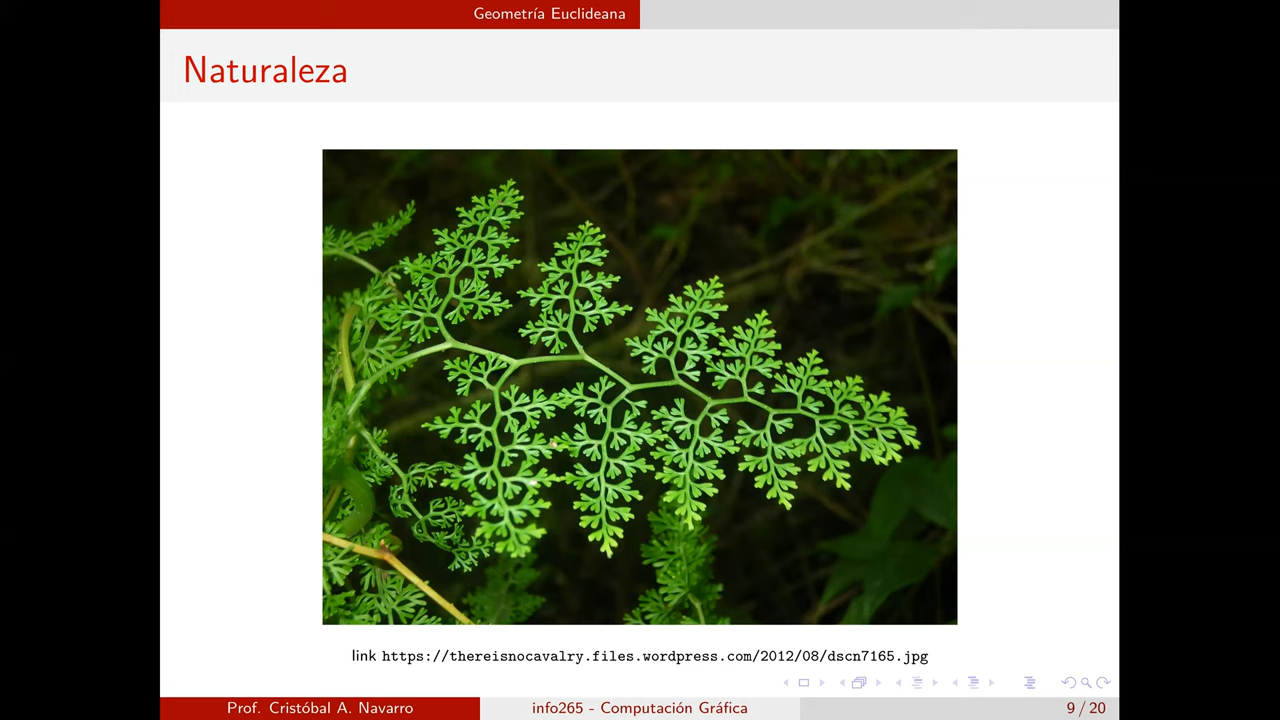 Geometría Euclideana
Naturaleza
link https://thereisnocavalry.files.wordpress.com/2012/08/dscn7165.jpg
Prof. Cristóbal A. Navarro
info265 - Computación Gráfica
9 / 20